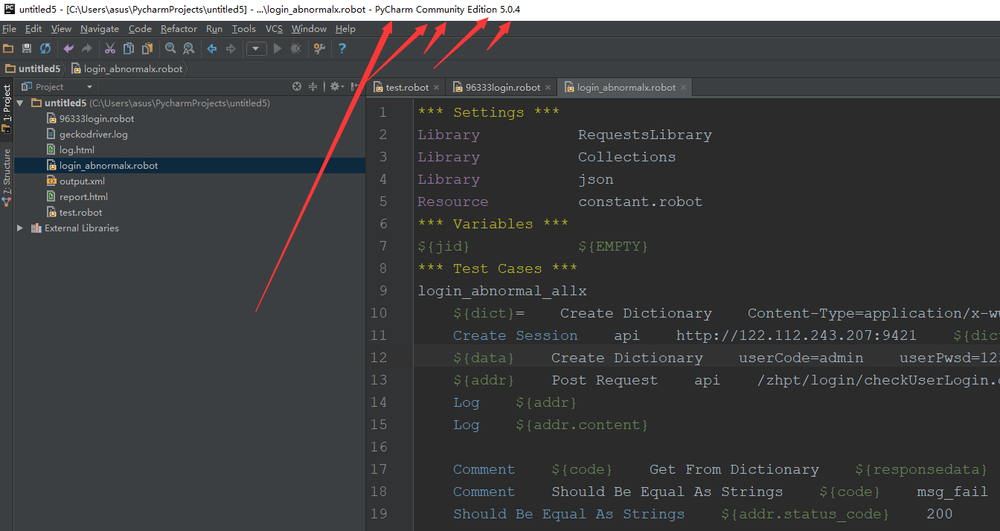 PC untitled5 - [C:\Users\asus\PycharmProjects\untitled5] - ...\login_abnormalx.robot - PyCharm Community Edition 5.0.4
File Edit View Navigate Code Refactor Run Tools VCS Window Help
untitled5 login_abnormalx.robot
1: Project
7: Structure
Project
untitled5 (C:\Users\asus\PycharmProjects\untitled5)
96333login.robot
geckodriver.log
log.html
login_abnormalx.robot
output.xml
report.html
test.robot
External Libraries
test.robot 96333login.robot login_abnormalx.robot
1 *** Settings ***
2 Library RequestsLibrary
3 Library Collections
4 Library json
5 Resource constant.robot
6 *** Variables ***
7 ${jid} ${EMPTY}
8 *** Test Cases ***
9 login_abnormal_allx
10 ${dict}= Create Dictionary Content-Type=application/x-w
11 Create Session api http://122.112.243.207:9421 ${dic
12 ${data} Create Dictionary userCode=admin userPwsd=12
13 ${addr} Post Request api /zhpt/login/checkUserLogin.
14 Log ${addr}
15 Log ${addr.content}
16
17 Comment ${code} Get From Dictionary ${responsedata}
18 Comment Should Be Equal As Strings ${code} msg_fail
19 Should Be Equal As Strings ${addr.status_code} 200